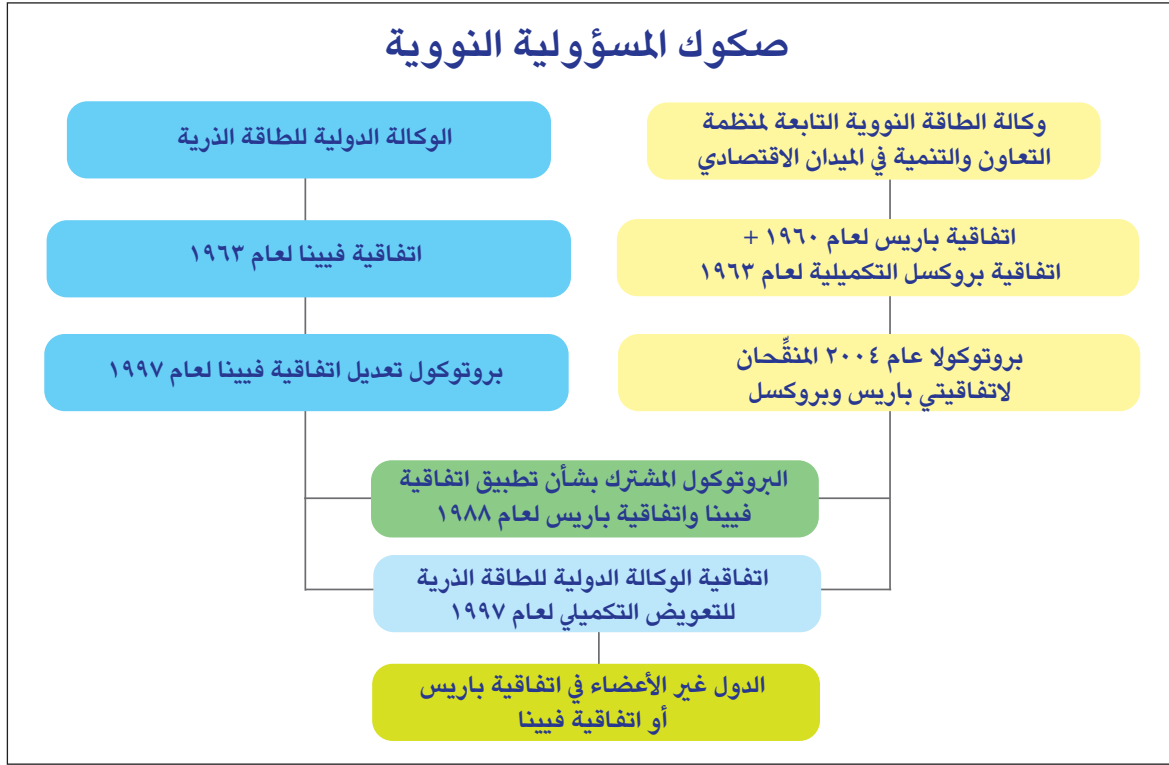 صكوك المسؤولية النووية
وكالة الطاقة النووية التابعة لمنظمة
التعاون والتنمية في الميدان الاقتصادي
الوكالة الدولية للطاقة الذرية
اتفاقية باريس لعام ١٩٦٠ +
اتفاقية بروكسل التكميلية لعام ١٩٦٣
اتفاقية فيينا لعام ١٩٦٣
بروتوكولا عام ٢٠٠٤ المنقِّحان
لاتفاقيتي باريس وبروكسل
بروتوكول تعديل اتفاقية فيينا لعام ١٩٩٧
البروتوكول المشترك بشأن تطبيق اتفاقية
فيينا واتفاقية باريس لعام ١٩٨٨
اتفاقية الوكالة الدولية للطاقة الذرية
للتعويض التكميلي لعام ١٩٩٧
الدول غير الأعضاء في اتفاقية باريس
أو اتفاقية فيينا